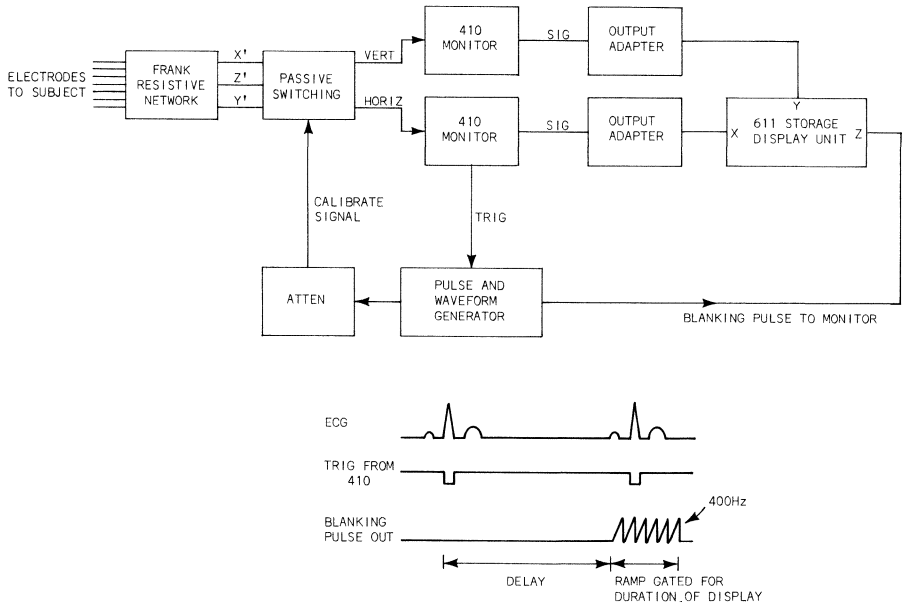 ELECTRODES
TO SUBJECT
FRANK
RESISTIVE
NETWORK
X'
Z'
Y'
PASSIVE
SWITCHING
VERT
HORIZ
410
MONITOR
SIG
OUTPUT
ADAPTER
410
MONITOR
SIG
OUTPUT
ADAPTER
Y
X
611 STORAGE
DISPLAY UNIT
Z
CALIBRATE
SIGNAL
TRIG
ATTEN
PULSE AND
WAVEFORM
GENERATOR
BLANKING PULSE TO MONITOR
ECG
TRIG FROM
410
BLANKING
PULSE OUT
400Hz
DELAY
RAMP GATED FOR
DURATION OF DISPLAY